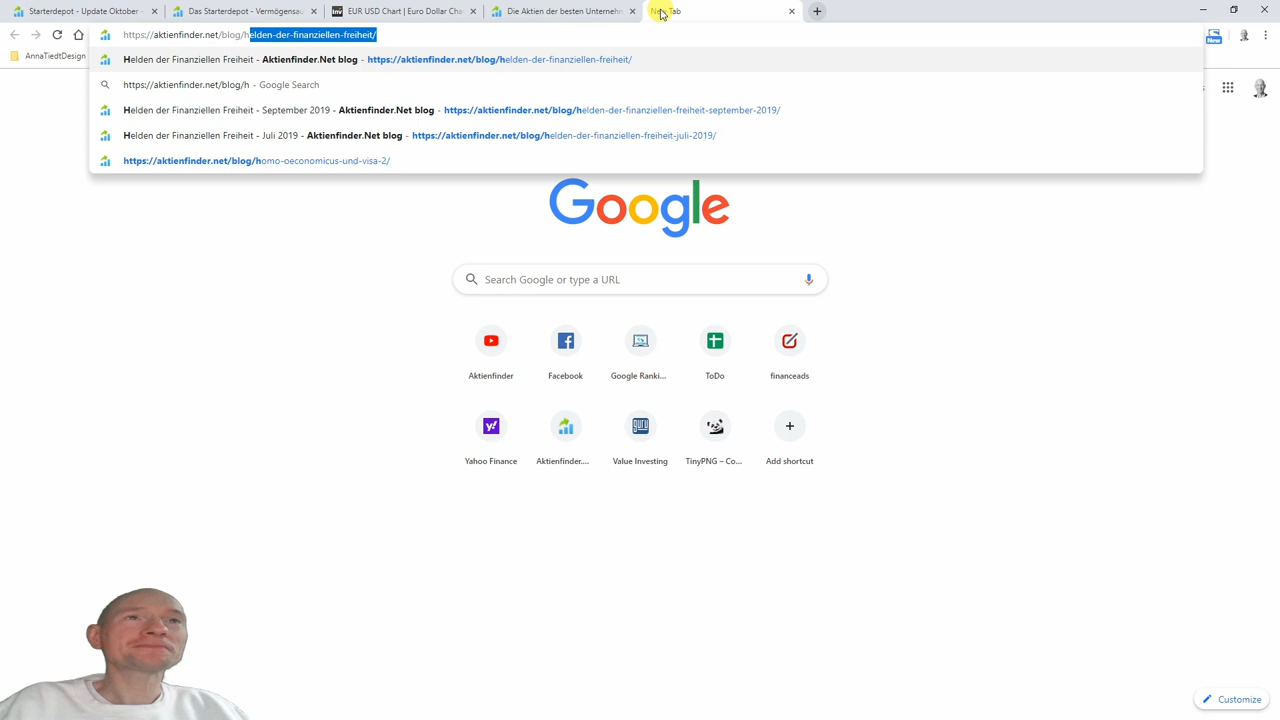 Starterdepot - Update Oktober
Das Starterdepot - Vermögensau
EUR USD Chart | Euro Dollar Cha
Die Aktien der besten Unternehm
https://aktienfinder.net/blog/helden-der-finanziellen-freiheit/
New
AnnaTiedtDesign
Helden der Finanziellen Freiheit - Aktienfinder.Net blog - https://aktienfinder.net/blog/helden-der-finanziellen-freiheit/
https://aktienfinder.net/blog/h - Google Search
Helden der Finanziellen Freiheit - September 2019 - Aktienfinder.Net blog - https://aktienfinder.net/blog/helden-der-finanziellen-freiheit-september-2019/
Helden der Finanziellen Freiheit - Juli 2019 - Aktienfinder.Net blog - https://aktienfinder.net/blog/helden-der-finanziellen-freiheit-juli-2019/
https://aktienfinder.net/blog/homo-oeconomicus-und-visa-2/
Google
Search Google or type a URL
Aktienfinder
Facebook
Google Ranki...
ToDo
financeads
Yahoo Finance
Aktienfinder....
Value Investing
TinyPNG – Co...
Add shortcut
Customize